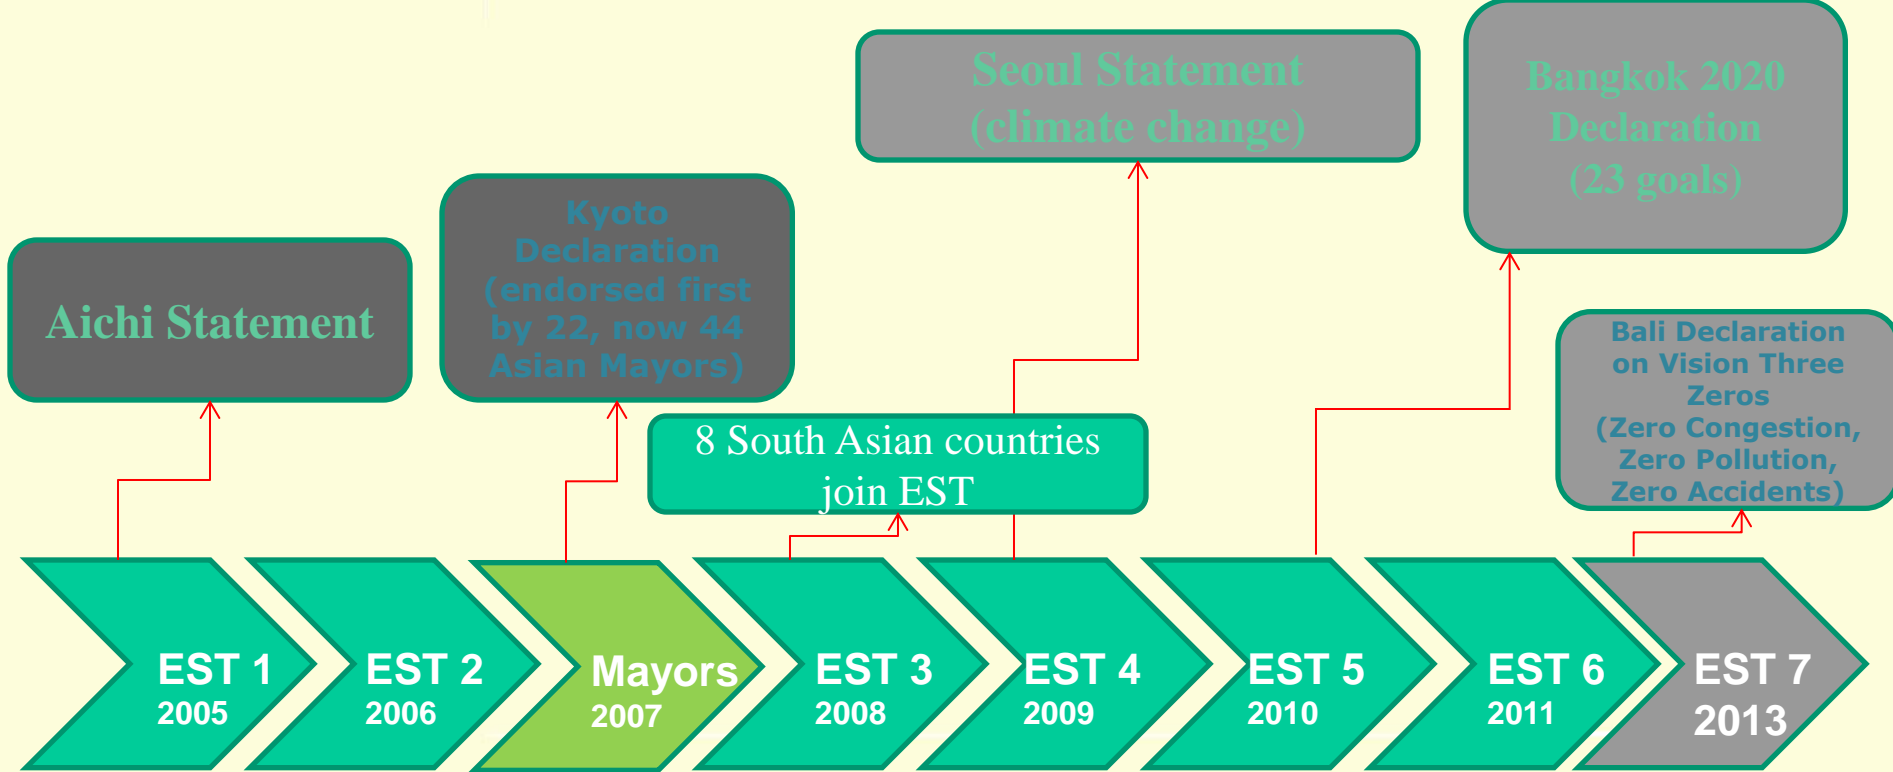 Seoul Statement
(climate change)
Bangkok 2020
Declaration
(23 goals)
Kyoto
Declaration
(endorsed first
by 22, now 44
Asian Mayors)
Aichi Statement
Bali Declaration
on Vision Three
Zeros
(Zero Congestion,
Zero Pollution,
Zero Accidents)
8 South Asian countries
join EST
EST 1
2005
EST 2
2006
Mayors
2007
EST 3
2008
EST 4
2009
EST 5
2010
EST 6
2011
EST 7
2013